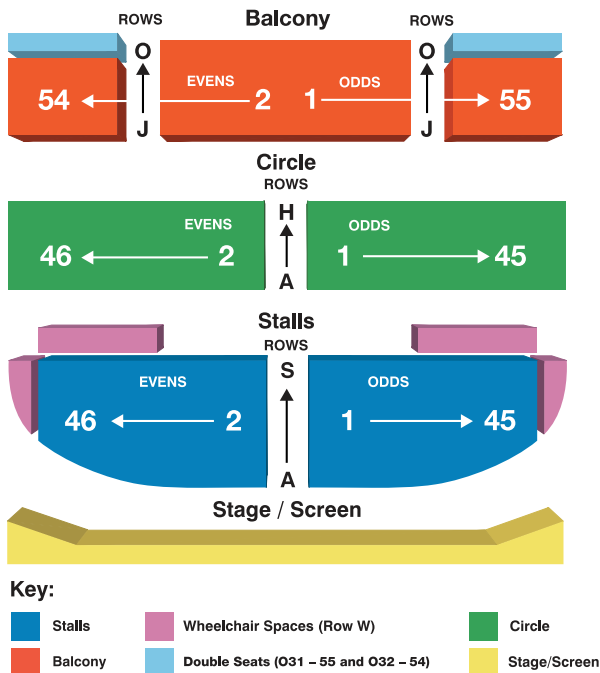 Balcony
ROWS ROWS
O O
54 EVENS 2 1 ODDS 55
J J
Circle
ROWS
H
EVENS ODDS
46 2 1 45
A
Stalls
ROWS
S
EVENS ODDS
46 2 1 45
A
Stage / Screen
Key:
Stalls Wheelchair Spaces (Row W) Circle
Balcony Double Seats (O31 – 55 and O32 – 54) Stage/Screen